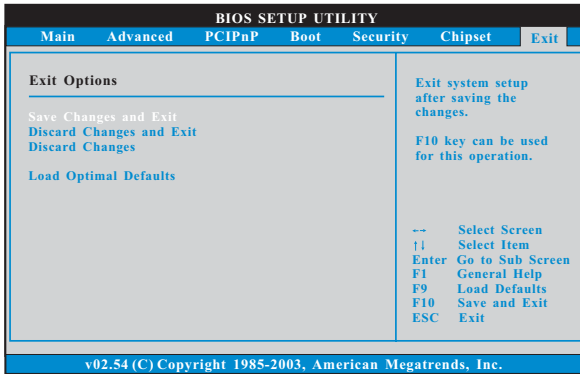 BIOS SETUP UTILITY
Main Advanced PCIPnP Boot Security Chipset Exit
Exit Options
Save Changes and Exit
Discard Changes and Exit
Discard Changes
Load Optimal Defaults
Exit system setup
after saving the
changes.
F10 key can be used
for this operation.
←→ Select Screen
↑↓ Select Item
Enter Go to Sub Screen
F1 General Help
F9 Load Defaults
F10 Save and Exit
ESC Exit
v02.54 (C) Copyright 1985-2003, American Megatrends, Inc.